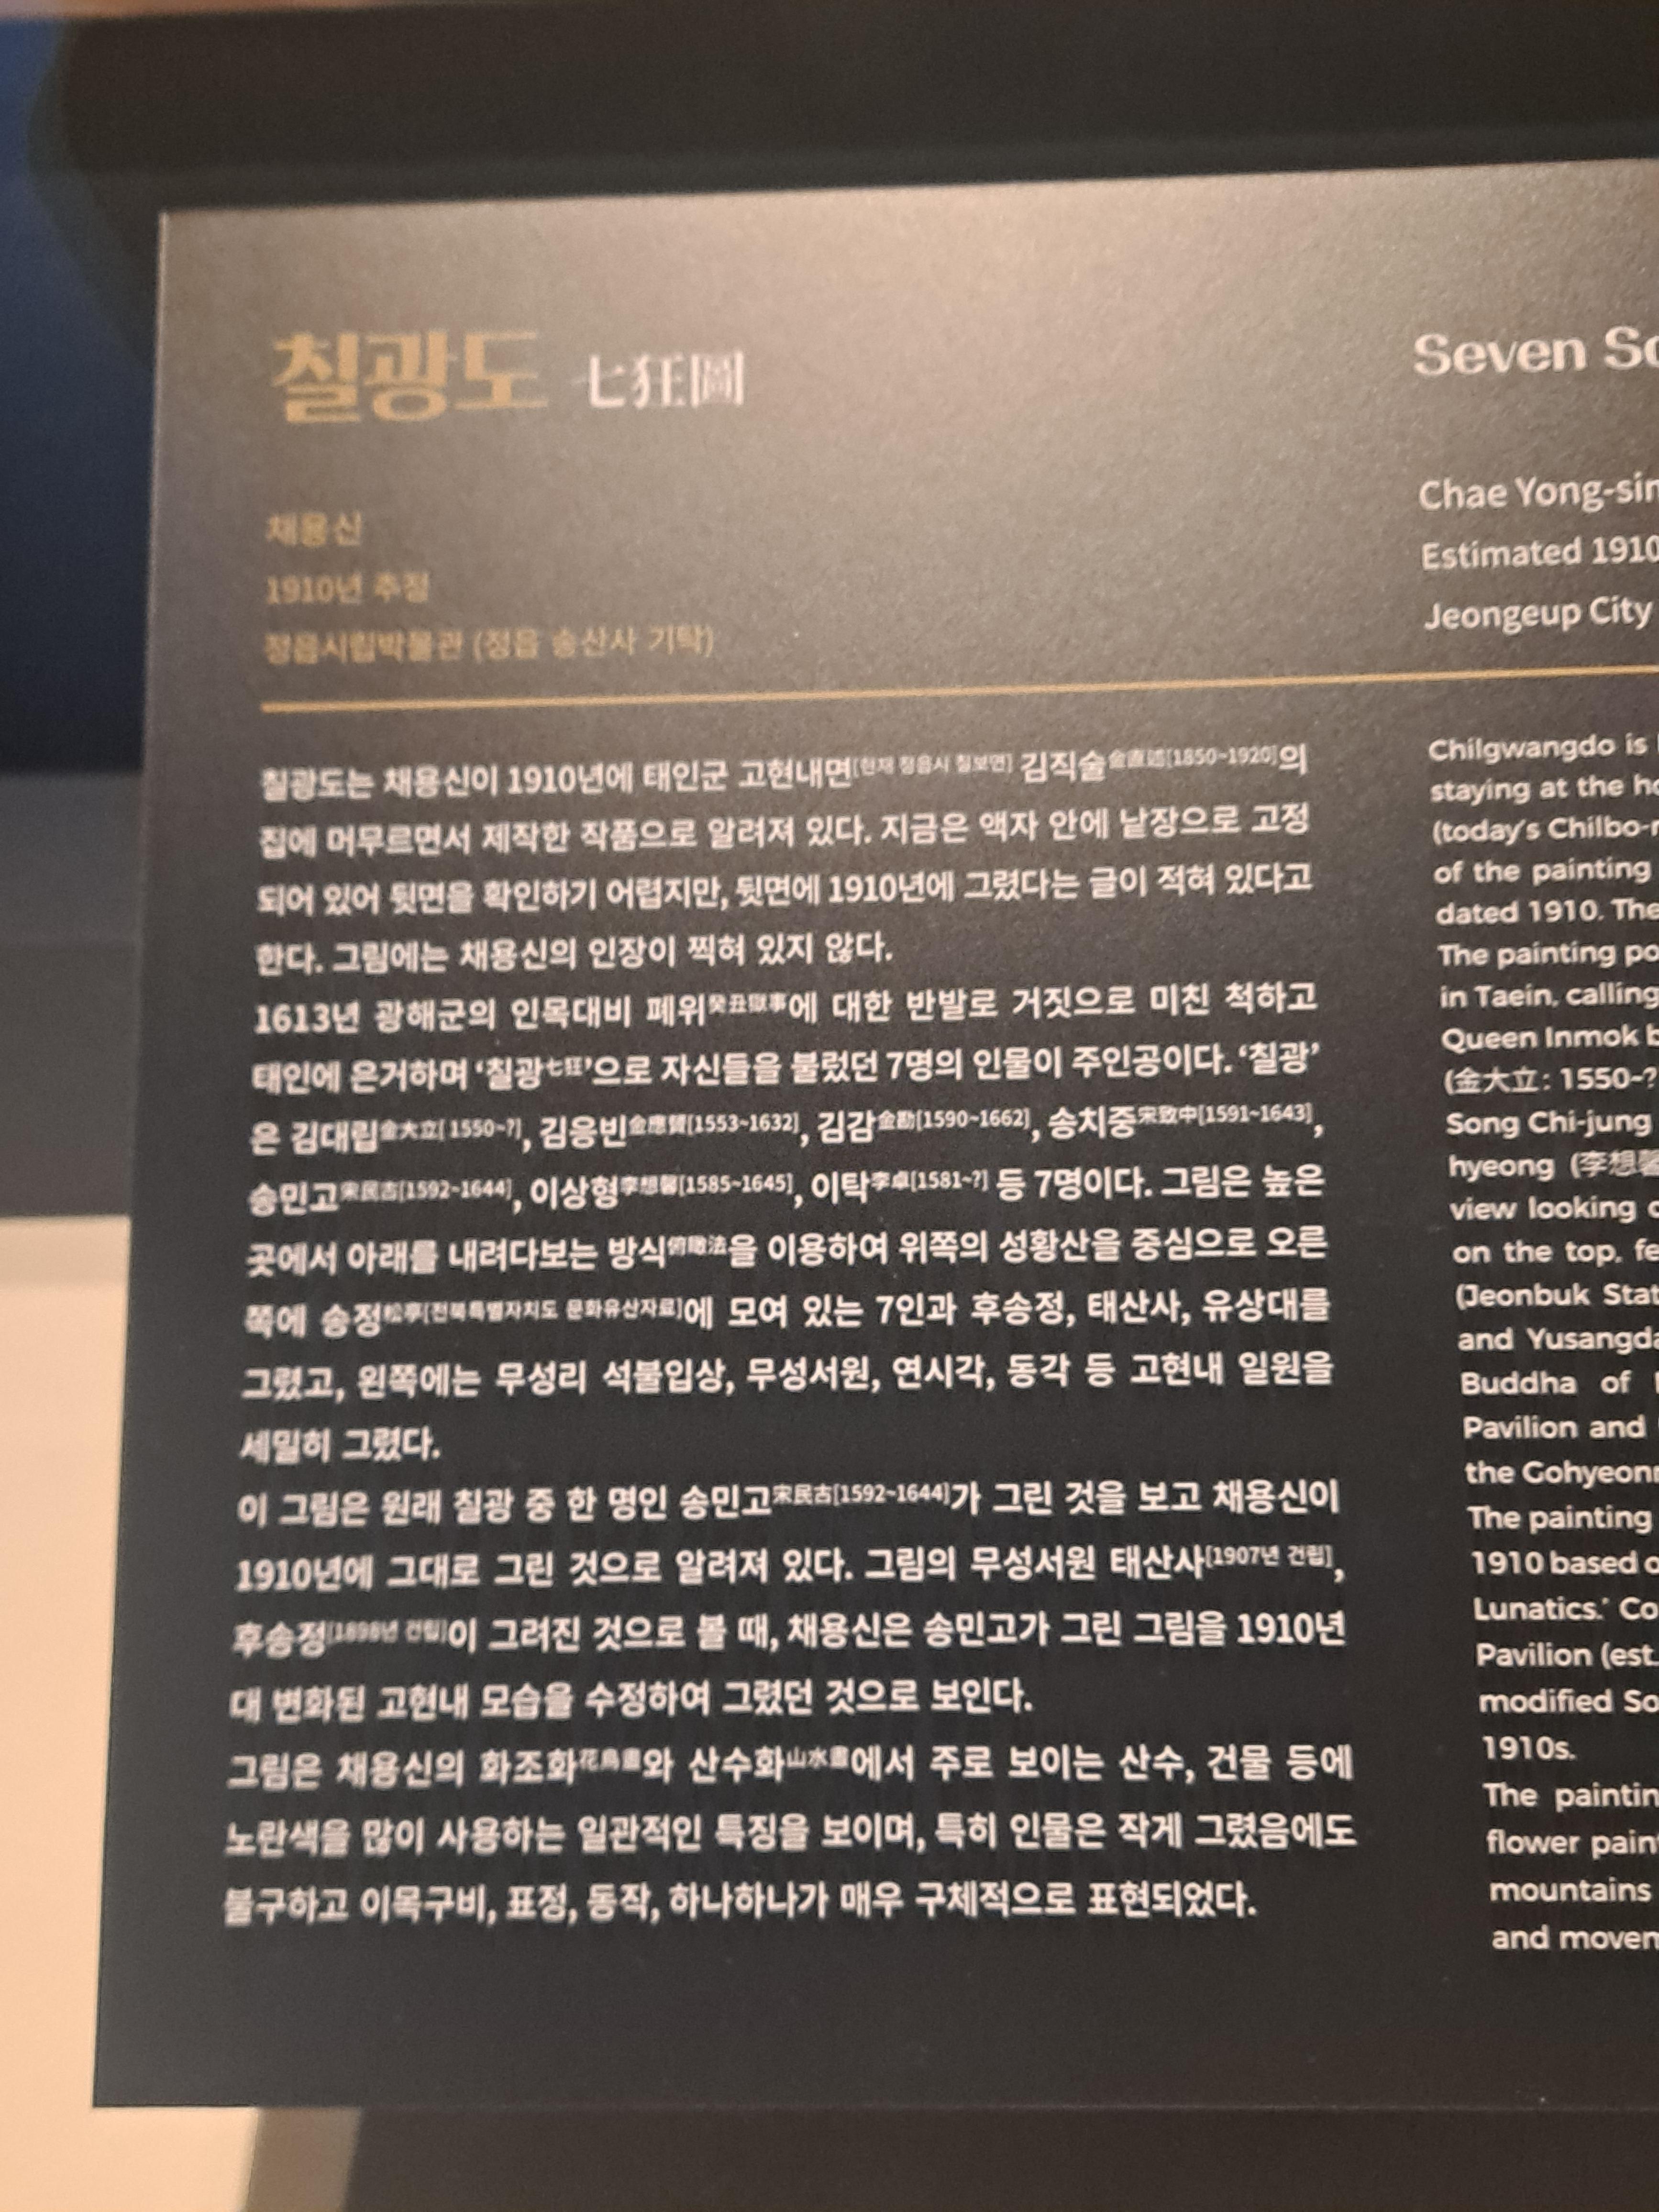 칠광도 七狂圖
채용신
1910년 추정
정읍시립박물관 (정읍 송산사 기탁)
칠광도는 채용신이 1910년에 태인군 고현내면[현재 정읍시 칠보면] 김직술金直述[1850~1920]의
집에 머무르면서 제작한 작품으로 알려져 있다. 지금은 액자 안에 낱장으로 고정
되어 있어 뒷면을 확인하기 어렵지만, 뒷면에 1910년에 그렸다는 글이 적혀 있다고
한다. 그림에는 채용신의 인장이 찍혀 있지 않다.
1613년 광해군의 인목대비 폐위癸丑獄事에 대한 반발로 거짓으로 미친 척하고
태인에 은거하며 ‘칠광七狂’으로 자신들을 불렀던 7명의 인물이 주인공이다. ‘칠광’
은 김대립金大立[1550~?], 김응빈金應贇[1553~1632], 김감金勘[1590~1662], 송치중宋致中[1591~1643],
송민고宋民古[1592~1644], 이상형李想馨[1585~1645], 이탁李卓[1581~?] 등 7명이다. 그림은 높은
곳에서 아래를 내려다보는 방식俯瞰法을 이용하여 위쪽의 성황산을 중심으로 오른
쪽에 송정松亭[전북특별자치도 문화유산자료]에 모여 있는 7인과 후송정, 태산사, 유상대를
그렸고, 왼쪽에는 무성리 석불입상, 무성서원, 연시각, 동각 등 고현내 일원을
세밀히 그렸다.
이 그림은 원래 칠광 중 한 명인 송민고宋民古[1592~1644]가 그린 것을 보고 채용신이
1910년에 그대로 그린 것으로 알려져 있다. 그림의 무성서원 태산사[1907년 건립],
후송정[1898년 건립]이 그려진 것으로 볼 때, 채용신은 송민고가 그린 그림을 1910년
대 변화된 고현내 모습을 수정하여 그렸던 것으로 보인다.
그림은 채용신의 화조화花鳥畫와 산수화山水畫에서 주로 보이는 산수, 건물 등에
노란색을 많이 사용하는 일관적인 특징을 보이며, 특히 인물은 작게 그렸음에도
불구하고 이목구비, 표정, 동작, 하나하나가 매우 구체적으로 표현되었다.
Seven
Chae Yong-sin
Estimated 1910
Jeongeup City
Chilgwangdo is
staying at the
(today's
of the painting
dated 1910. The
The painting
in Taein, calling
Queen Inmok
(金大立: 1550-?
Song Chi-jung
hyeong (李想馨
view looking
on the top,
(Jeonbuk
and
Buddha of
Pavilion and
the
The painting
1910 based
Lunatics.'
Pavilion (est.
modified
1910s.
The
flower
mountains
and